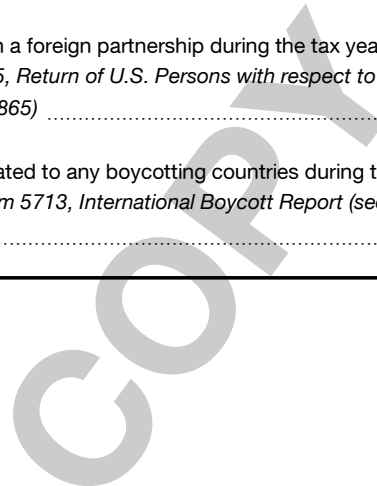 a foreign partnership during the tax yea
Return of U.S. Persons with respect to
865)
ated to any boycotting countries during t
m 5713, International Boycott Report (se
COPY